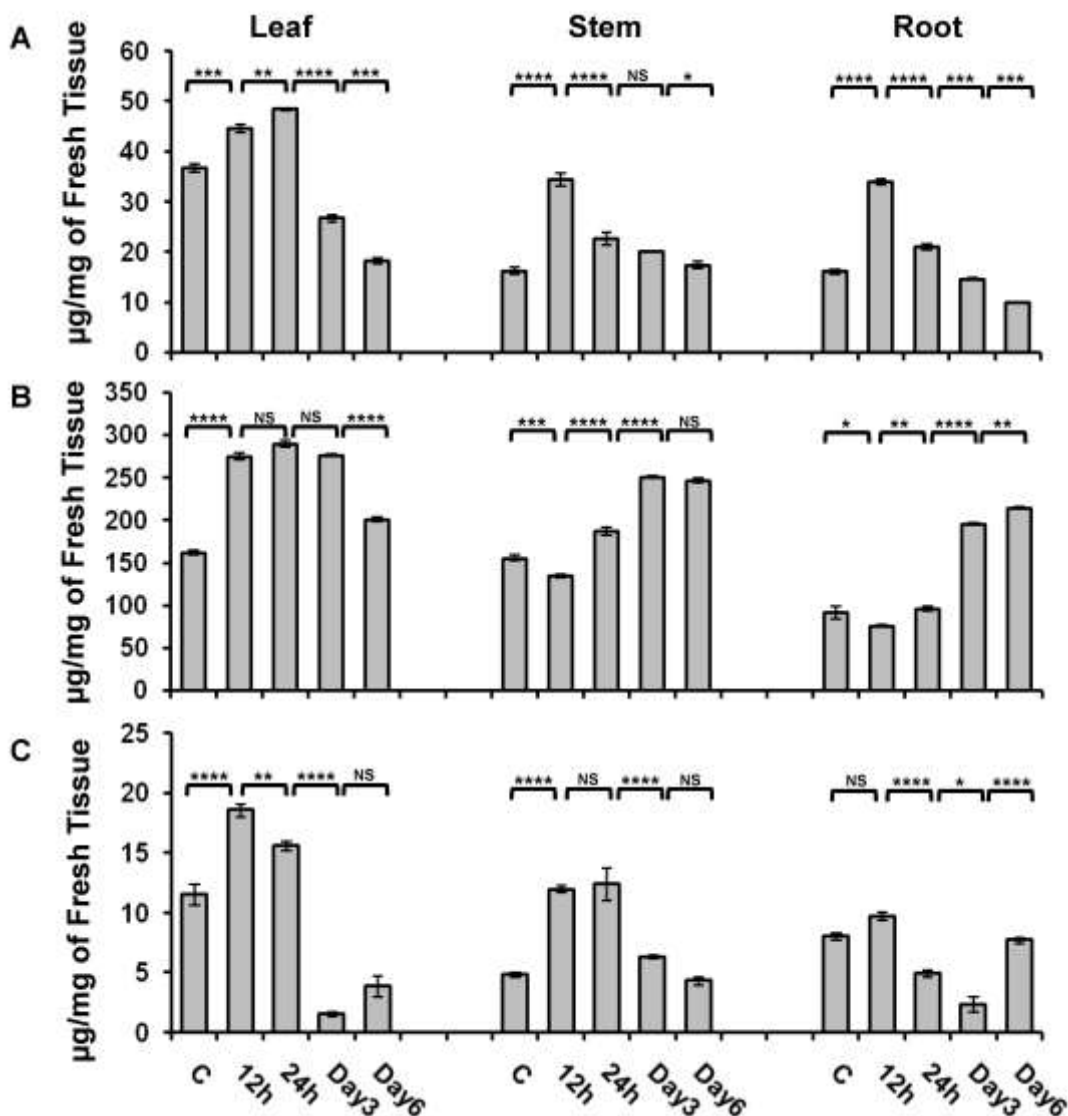 A
Leaf
Stem
Root
µg/mg of Fresh Tissue
60
50
40
30
20
10
0
*** ** **** ***
**** **** NS *
**** **** *** ***
B
µg/mg of Fresh Tissue
350
300
250
200
150
100
50
0
**** NS NS ****
*** **** **** NS
* ** **** **
C
µg/mg of Fresh Tissue
25
20
15
10
5
0
**** ** **** NS
**** NS **** NS
NS **** * ****
C 12h 24h Day3 Day6
C 12h 24h Day3 Day6
C 12h 24h Day3 Day6